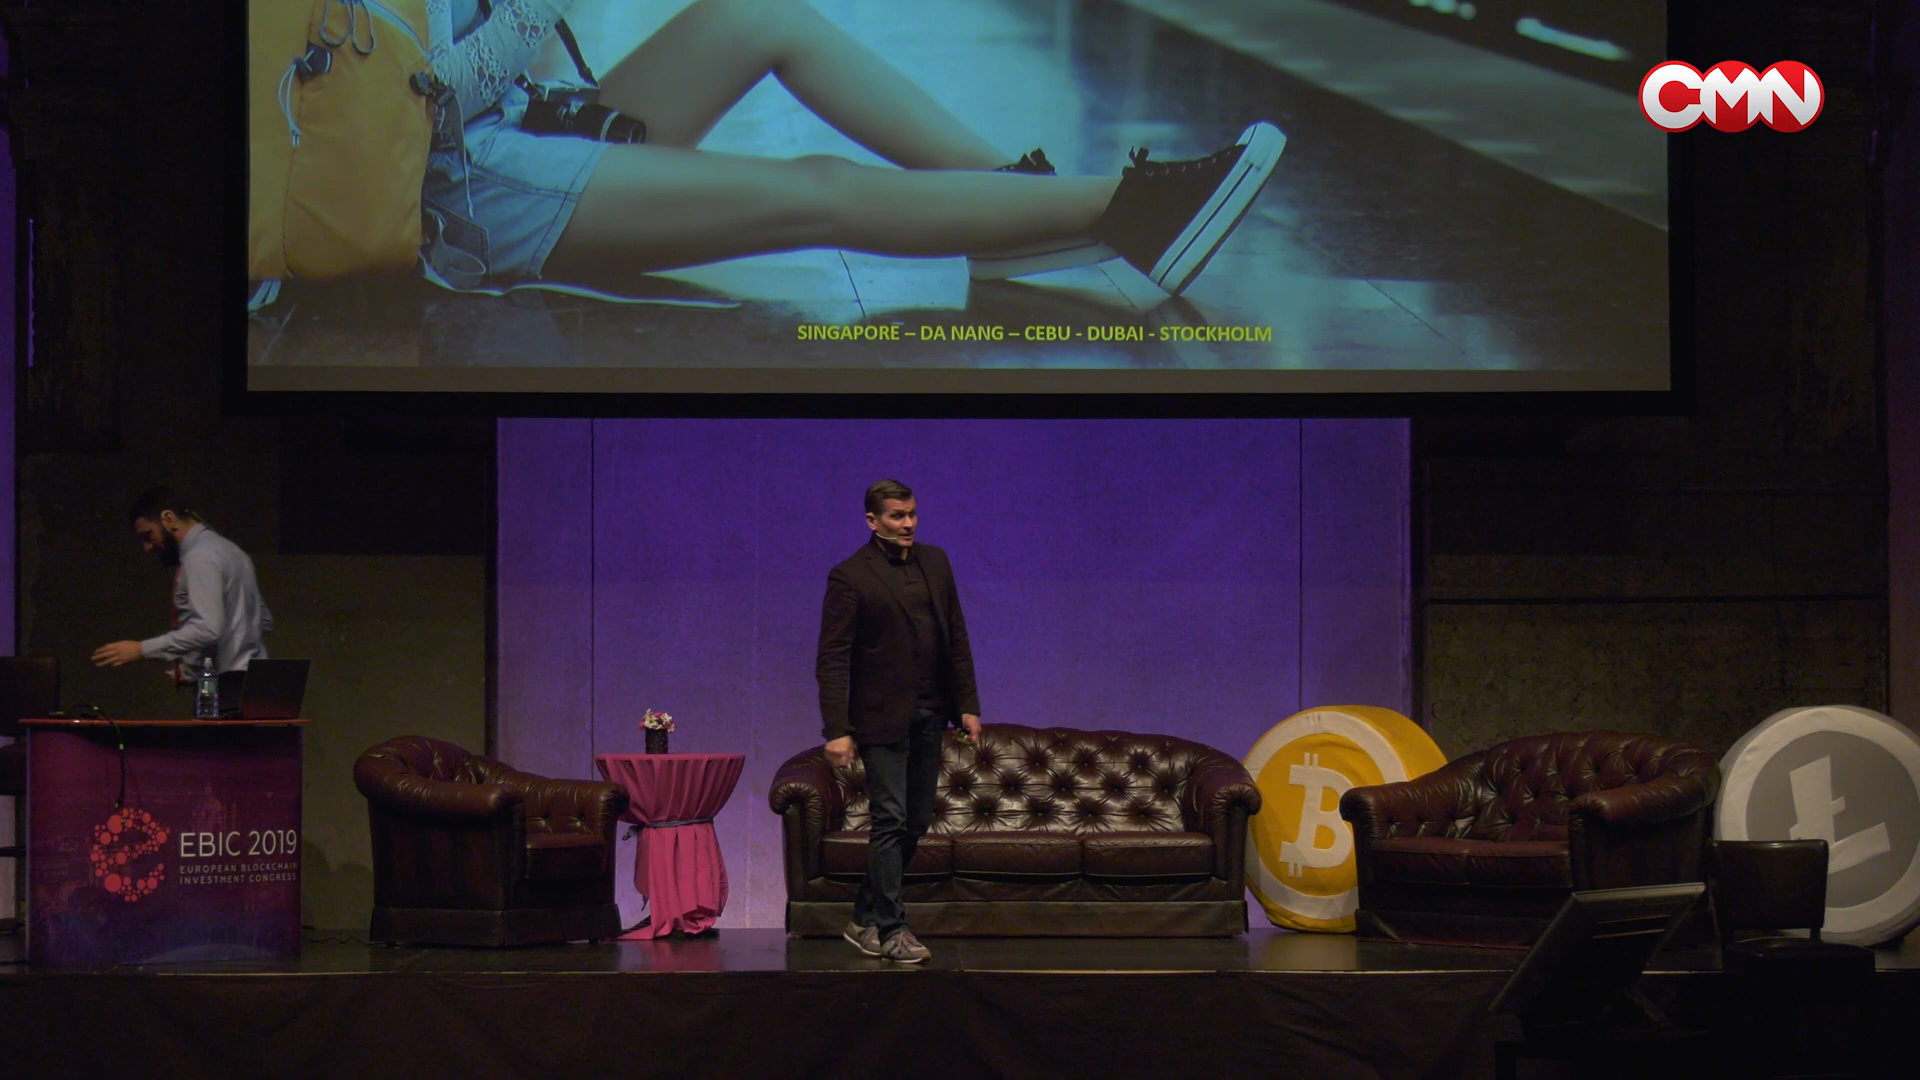 CMN
SINGAPORE – DA NANG – CEBU - DUBAI - STOCKHOLM
EBIC 2019
EUROPEAN BLOCKCHAIN
INVESTMENT CONGRESS